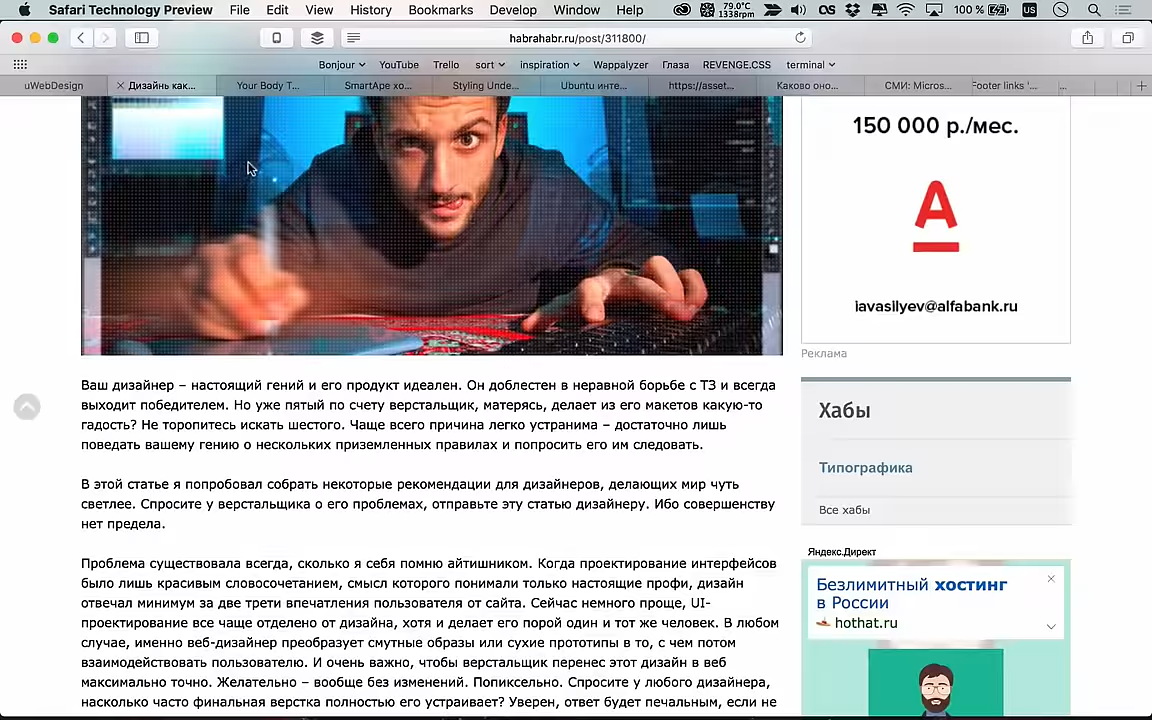 Safari Technology Preview File Edit View History Bookmarks Develop Window Help 79.0°C 1338rpm 100 % US
habrahabr.ru/post/311800/
Bonjour YouTube Trello sort inspiration Wappalyzer Глаза REVENGE.CSS terminal
uWebDesign Дизайнь как... Your Body T... SmartApe хо... Styling Unde... Ubuntu инте... https://asset... Каково оно... СМИ: Micros... Footer links '... ...
150 000 р./мес.
А
iavasilyev@alfabank.ru
Реклама
Ваш дизайнер – настоящий гений и его продукт идеален. Он доблестен в неравной борьбе с ТЗ и всегда
выходит победителем. Но уже пятый по счету верстальщик, матерясь, делает из его макетов какую-то
гадость? Не торопитесь искать шестого. Чаще всего причина легко устранима – достаточно лишь
поведать вашему гению о нескольких приземленных правилах и попросить его им следовать.
В этой статье я попробовал собрать некоторые рекомендации для дизайнеров, делающих мир чуть
светлее. Спросите у верстальщика о его проблемах, отправьте эту статью дизайнеру. Ибо совершенству
нет предела.
Проблема существовала всегда, сколько я себя помню айтишником. Когда проектирование интерфейсов
было лишь красивым словосочетанием, смысл которого понимали только настоящие профи, дизайн
отвечал минимум за две трети впечатления пользователя от сайта. Сейчас немного проще, UI-
проектирование все чаще отделено от дизайна, хотя и делает его порой один и тот же человек. В любом
случае, именно веб-дизайнер преобразует смутные образы или сухие прототипы в то, с чем потом
взаимодействовать пользователю. И очень важно, чтобы верстальщик перенес этот дизайн в веб
максимально точно. Желательно – вообще без изменений. Попиксельно. Спросите у любого дизайнера,
насколько часто финальная верстка полностью его устраивает? Уверен, ответ будет печальным, если не
Хабы
Типографика
Все хабы
Яндекс.Директ
Безлимитный хостинг
в России
hothat.ru